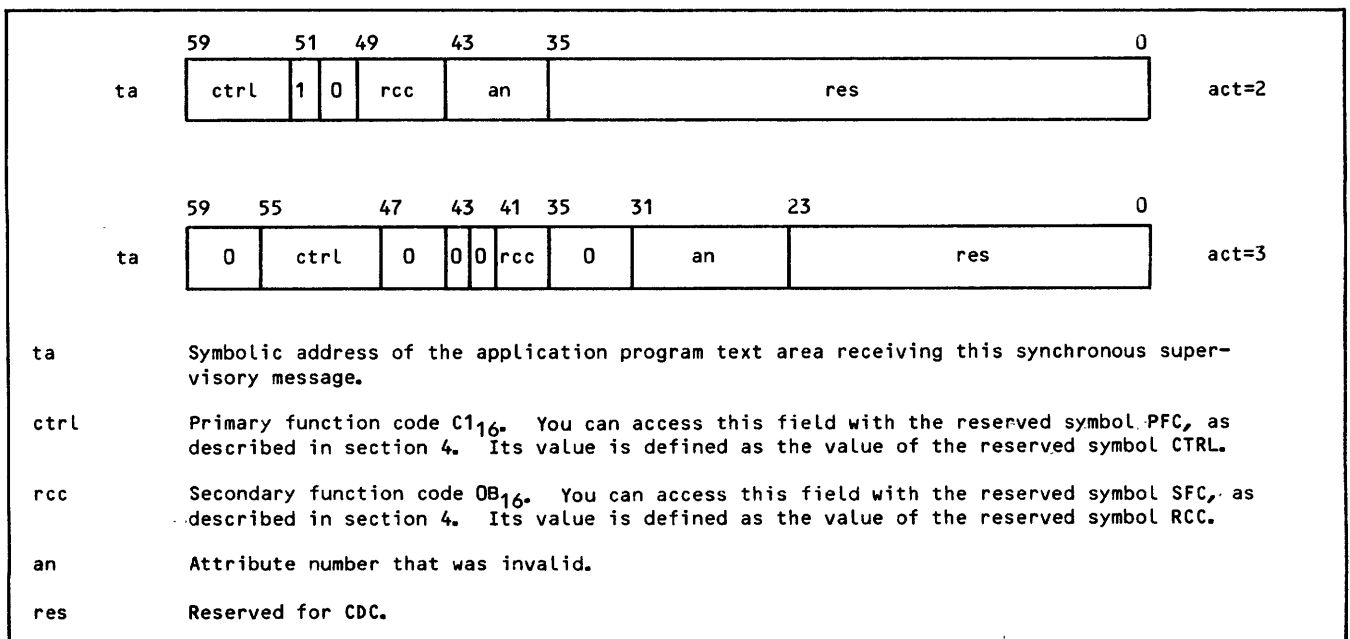 59 51 49 43 35 0
ta ctrl 1 0 rcc an res act=2
59 55 47 43 41 35 31 23 0
ta 0 ctrl 0 0 0 rcc 0 an res act=3
ta Symbolic address of the application program text area receiving this synchronous super-
visory message.
ctrl Primary function code C1₁₆. You can access this field with the reserved symbol PFC, as
described in section 4. Its value is defined as the value of the reserved symbol CTRL.
rcc Secondary function code 0B₁₆. You can access this field with the reserved symbol SFC, as
described in section 4. Its value is defined as the value of the reserved symbol RCC.
an Attribute number that was invalid.
res Reserved for CDC.